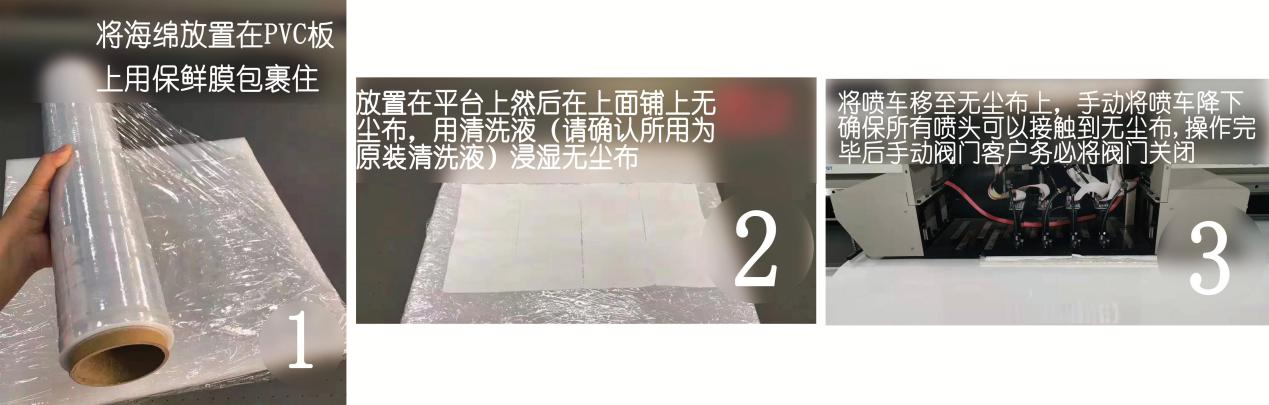 将海绵放置在PVC板
上用保鲜膜包裹住
1
放置在平台上然后在上面铺上无
尘布，用清洗液（请确认所用为
原装清洗液）浸湿无尘布
2
将喷车移至无尘布上，手动将喷车降下
确保所有喷头可以接触到无尘布,操作完
毕后手动阀门客户务必将阀门关闭
3